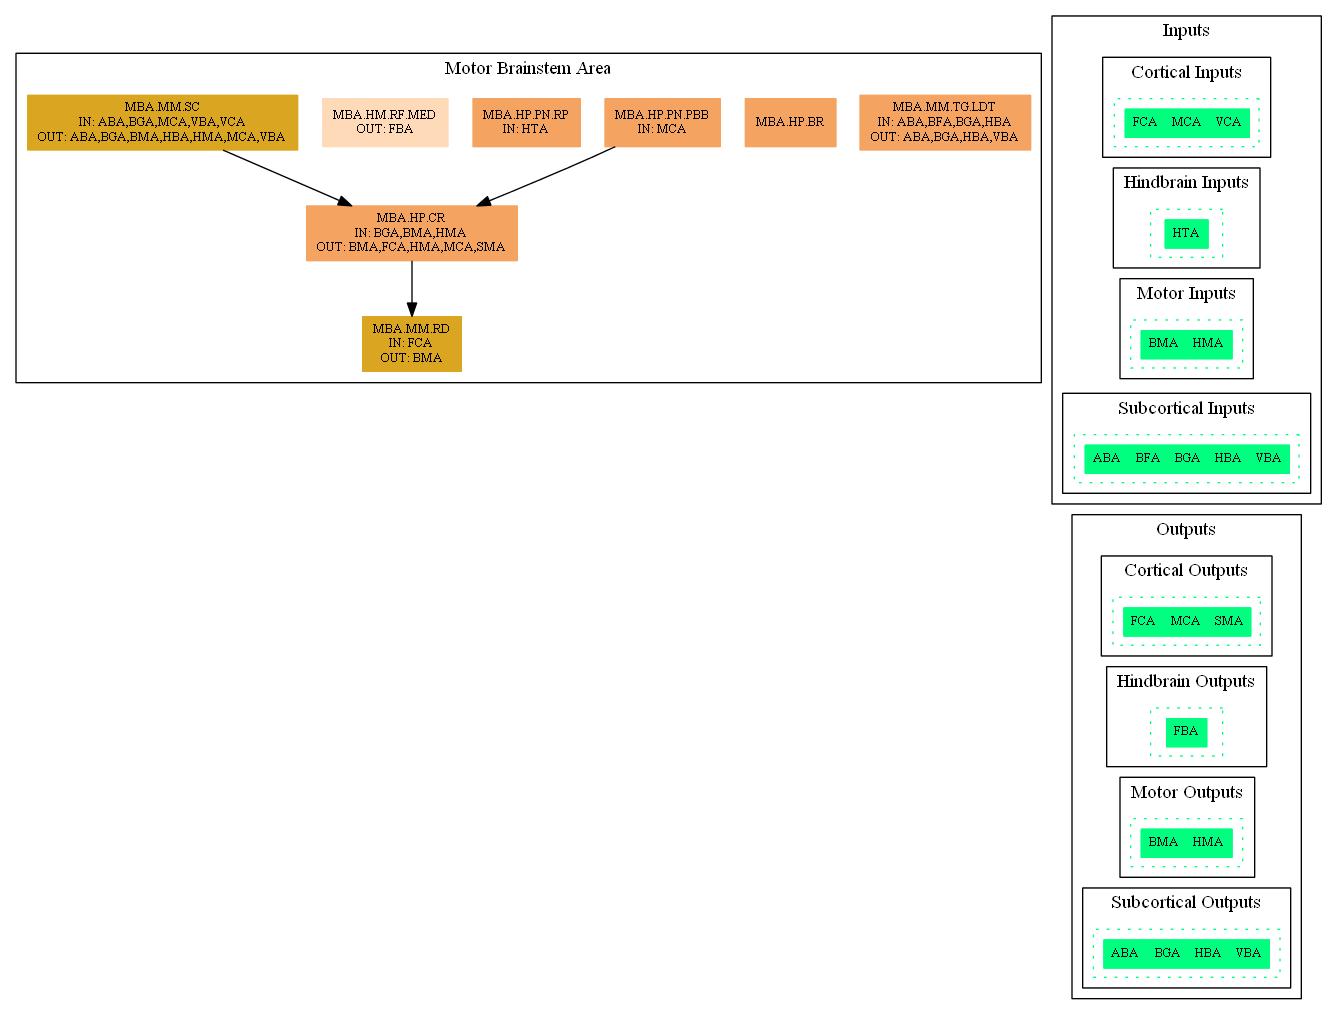 Motor Brainstem Area
MBA.MM.SC
IN: ABA,BGA,MCA,VBA,VCA
OUT: ABA,BGA,BMA,HBA,HMA,MCA,VBA
MBA.HM.RF.MED
OUT: FBA
MBA.HP.PN.RP
IN: HTA
MBA.HP.PN.PBB
IN: MCA
MBA.HP.BR
MBA.MM.TG.LDT
IN: ABA,BFA,BGA,HBA
OUT: ABA,BGA,HBA,VBA
MBA.HP.CR
IN: BGA,BMA,HMA
OUT: BMA,FCA,HMA,MCA,SMA
MBA.MM.RD
IN: FCA
OUT: BMA
Inputs
Cortical Inputs
FCA MCA VCA
Hindbrain Inputs
HTA
Motor Inputs
BMA HMA
Subcortical Inputs
ABA BFA BGA HBA VBA
Outputs
Cortical Outputs
FCA MCA SMA
Hindbrain Outputs
FBA
Motor Outputs
BMA HMA
Subcortical Outputs
ABA BGA HBA VBA